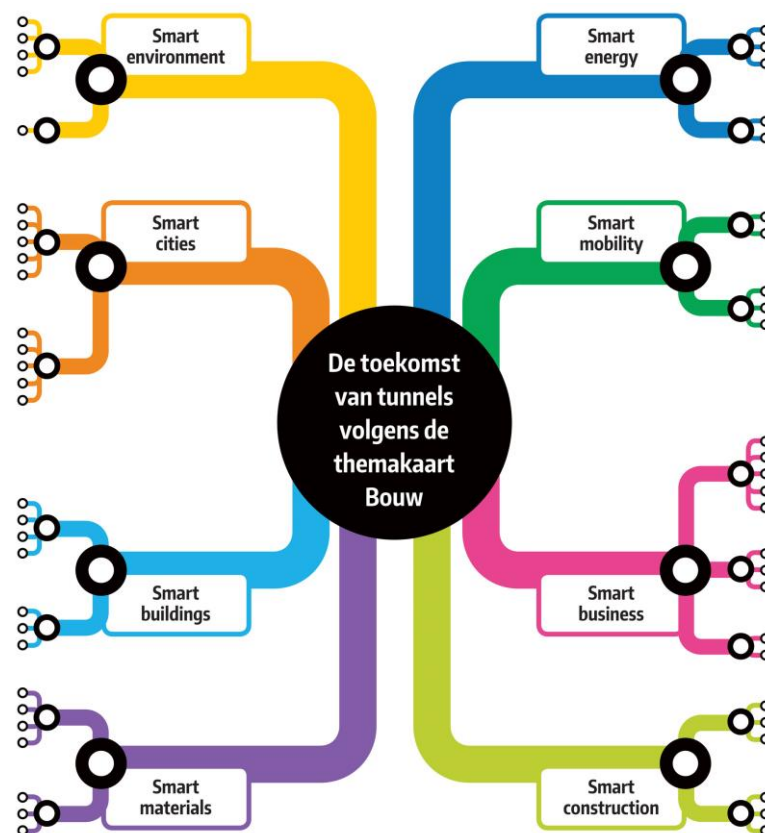 Smart
environment
Smart
energy
Smart
cities
Smart
mobility
De toekomst
van tunnels
volgens de
themakaart
Bouw
Smart
buildings
Smart
business
Smart
materials
Smart
construction